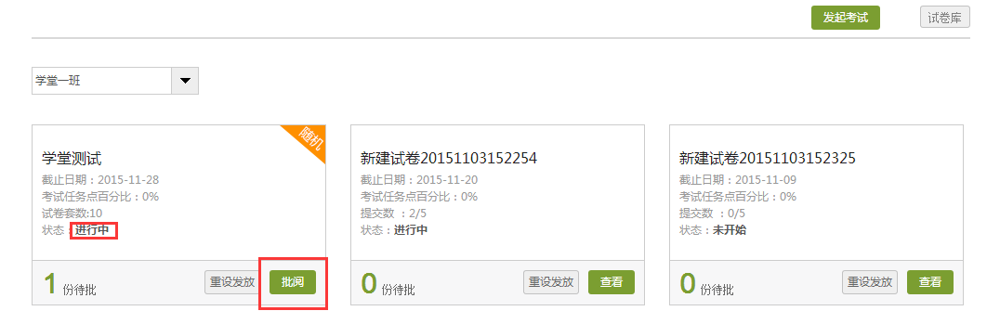 发起考试 试卷库
学堂一班
随机
学堂测试
截止日期：2015-11-28
考试任务点百分比：0%
试卷套数:10
状态：进行中
1 份待批 重设发放 批阅
新建试卷20151103152254
截止日期：2015-11-20
考试任务点百分比：0%
提交数 ：2/5
状态：进行中
0 份待批 重设发放 查看
新建试卷20151103152325
截止日期：2015-11-09
考试任务点百分比：0%
提交数 ：0/5
状态：未开始
0 份待批 重设发放 查看